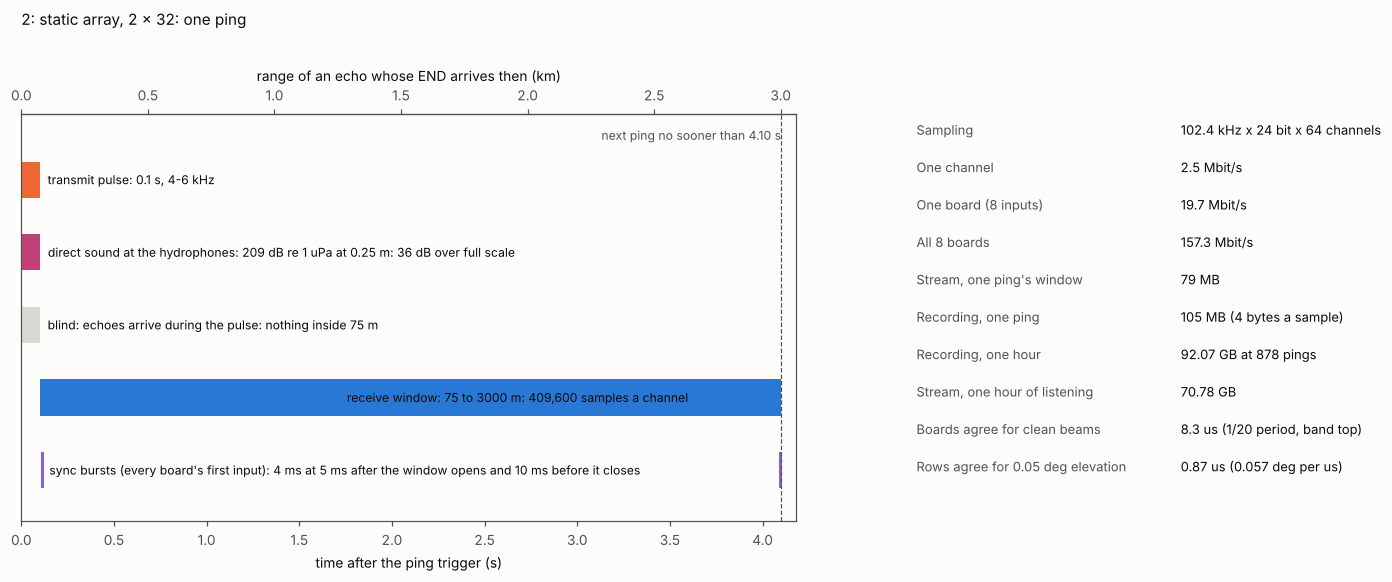 2: static array, 2 × 32: one ping
range of an echo whose END arrives then (km)
0.0 0.5 1.0 1.5 2.0 2.5 3.0
next ping no sooner than 4.10 s
transmit pulse: 0.1 s, 4-6 kHz
direct sound at the hydrophones: 209 dB re 1 uPa at 0.25 m: 36 dB over full scale
blind: echoes arrive during the pulse: nothing inside 75 m
receive window: 75 to 3000 m: 409,600 samples a channel
sync bursts (every board's first input): 4 ms at 5 ms after the window opens and 10 ms before it closes
0.0 0.5 1.0 1.5 2.0 2.5 3.0 3.5 4.0
time after the ping trigger (s)
Sampling 102.4 kHz x 24 bit x 64 channels
One channel 2.5 Mbit/s
One board (8 inputs) 19.7 Mbit/s
All 8 boards 157.3 Mbit/s
Stream, one ping's window 79 MB
Recording, one ping 105 MB (4 bytes a sample)
Recording, one hour 92.07 GB at 878 pings
Stream, one hour of listening 70.78 GB
Boards agree for clean beams 8.3 us (1/20 period, band top)
Rows agree for 0.05 deg elevation 0.87 us (0.057 deg per us)